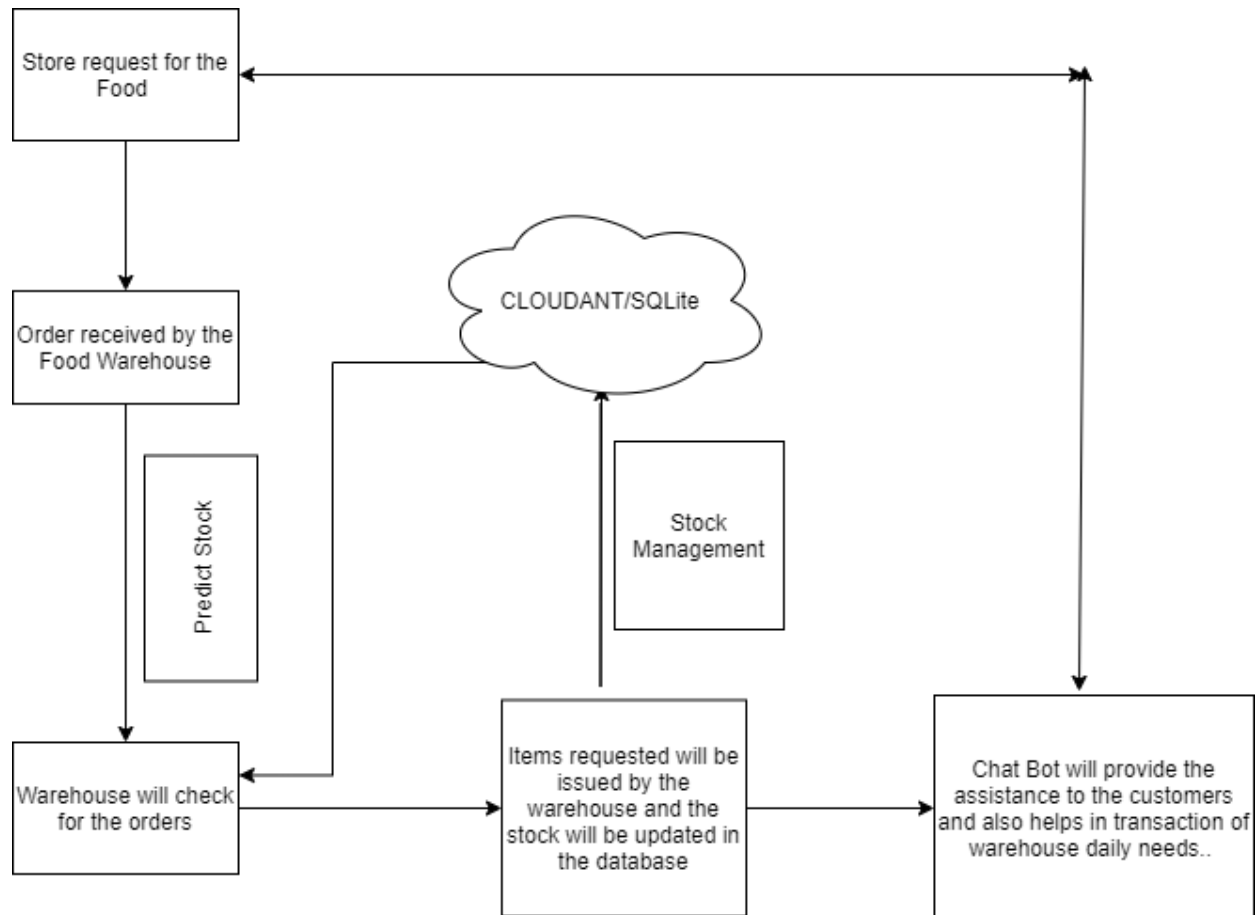 Store request for the
Food
Order received by the
Food Warehouse
CLOUDANT/SQLite
Predict Stock
Stock
Management
Warehouse will check
for the orders
Items requested will be
issued by the
warehouse and the
stock will be updated in
the database
Chat Bot will provide the
assistance to the customers
and also helps in transaction of
warehouse daily needs..